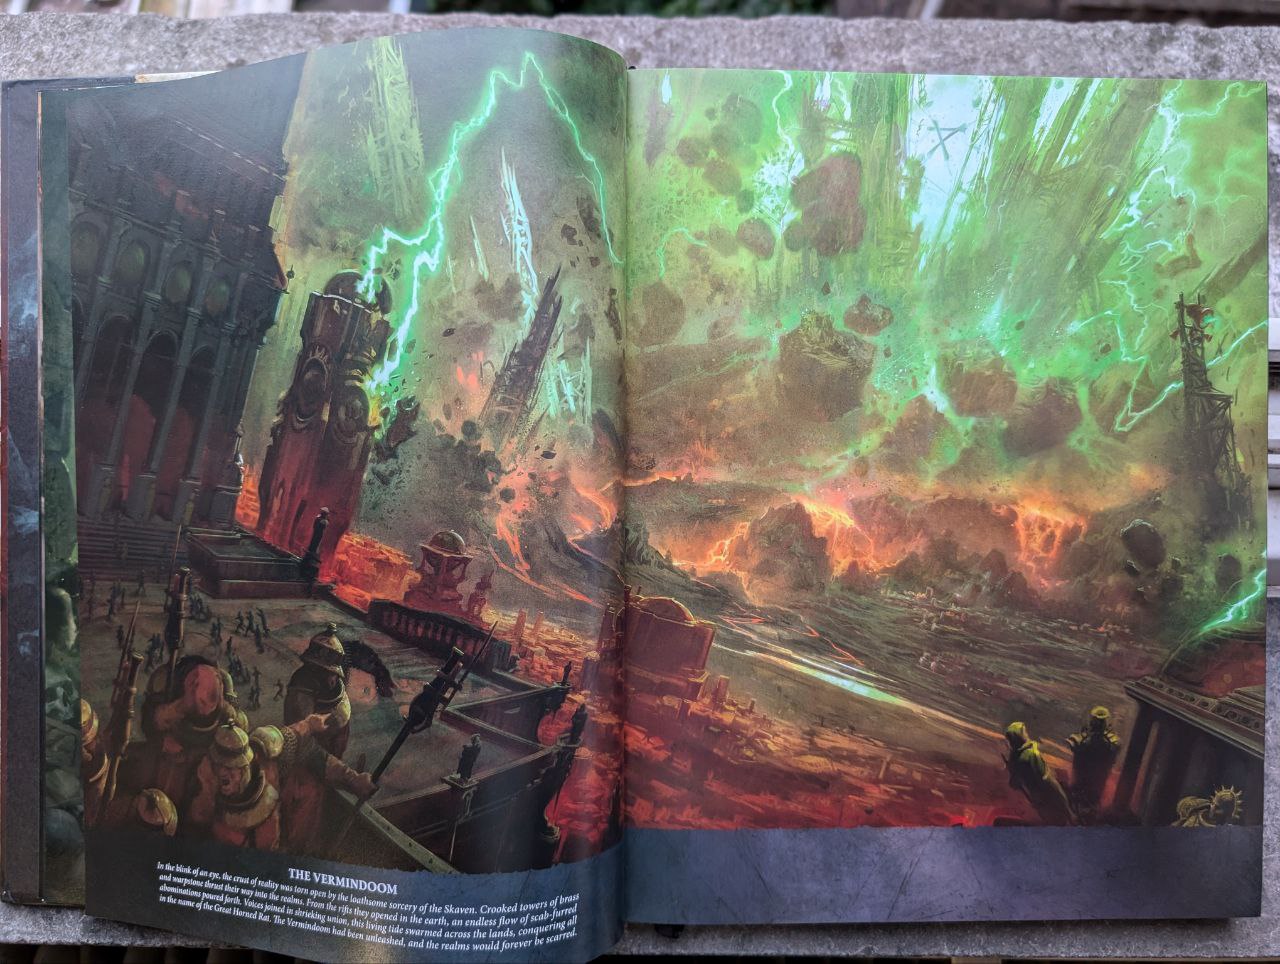 THE VERMINDOOM
In the blink of an eye, the crust of reality was torn open by the loathsome sorcery of the Skaven. Crooked towers of brass
and warpstone thrust their way into the realms. From the rifts they opened in the earth, an endless flow of scab-furred
abominations poured forth. Voices joined in shrieking union, this living tide swarmed across the lands, conquering all
in the name of the Great Horned Rat. The Vermindoom had been unleashed, and the realms would forever be scarred.